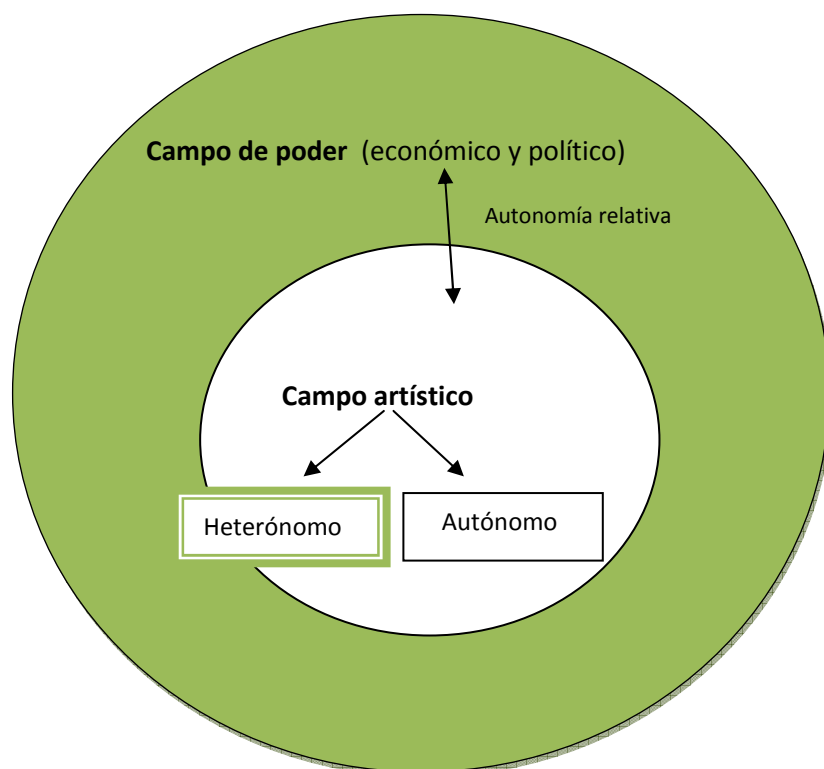 Campo de poder (económico y político)
Autonomía relativa
Campo artístico
Heterónomo
Autónomo